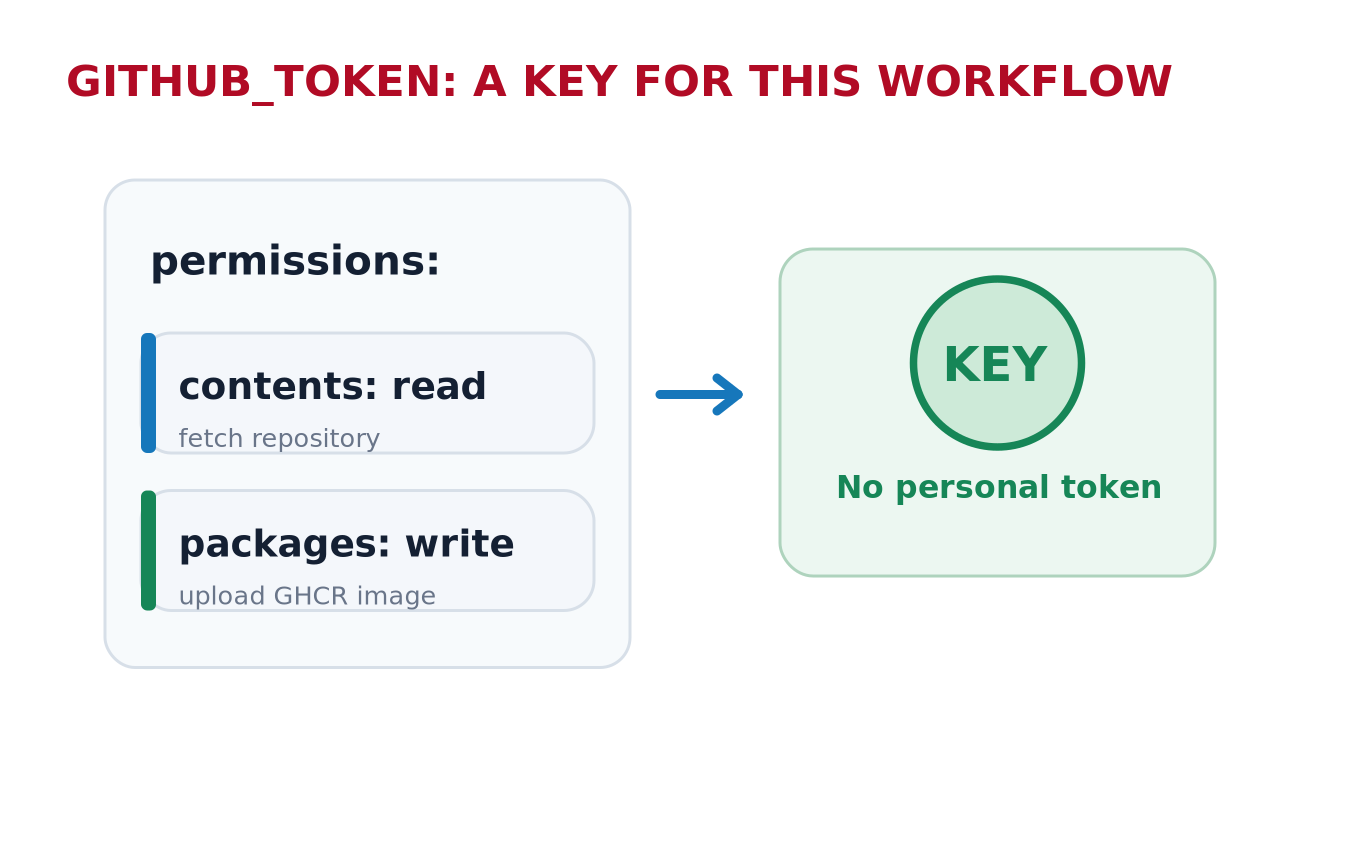 GITHUB_TOKEN: A KEY FOR THIS WORKFLOW
permissions:
contents: read
fetch repository
packages: write
upload GHCR image
KEY
No personal token